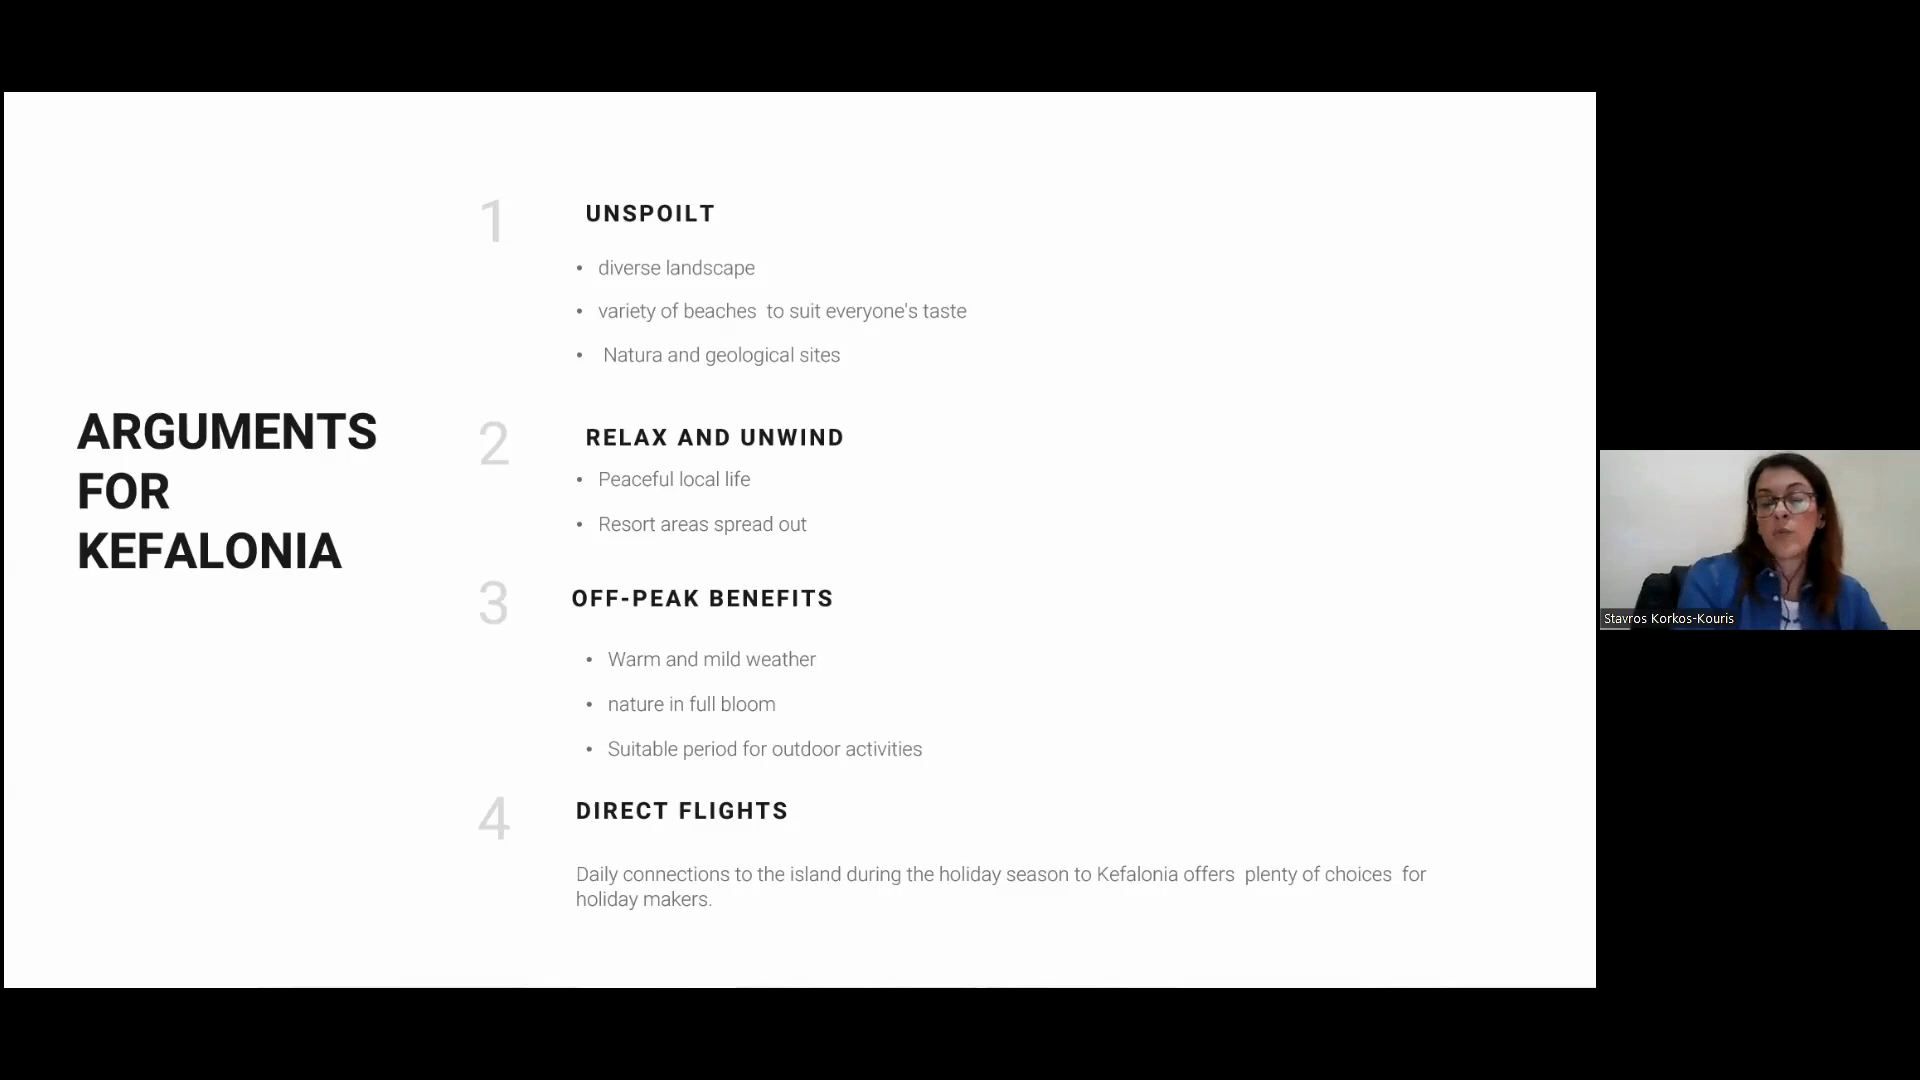 ARGUMENTS
FOR
KEFALONIA
1
UNSPOILT
• diverse landscape
• variety of beaches  to suit everyone's taste
•  Natura and geological sites
2
RELAX AND UNWIND
• Peaceful local life
• Resort areas spread out
3
OFF-PEAK BENEFITS
• Warm and mild weather
• nature in full bloom
• Suitable period for outdoor activities
4
DIRECT FLIGHTS
Daily connections to the island during the holiday season to Kefalonia offers  plenty of choices  for
holiday makers.
Stavros Korkos-Kouris